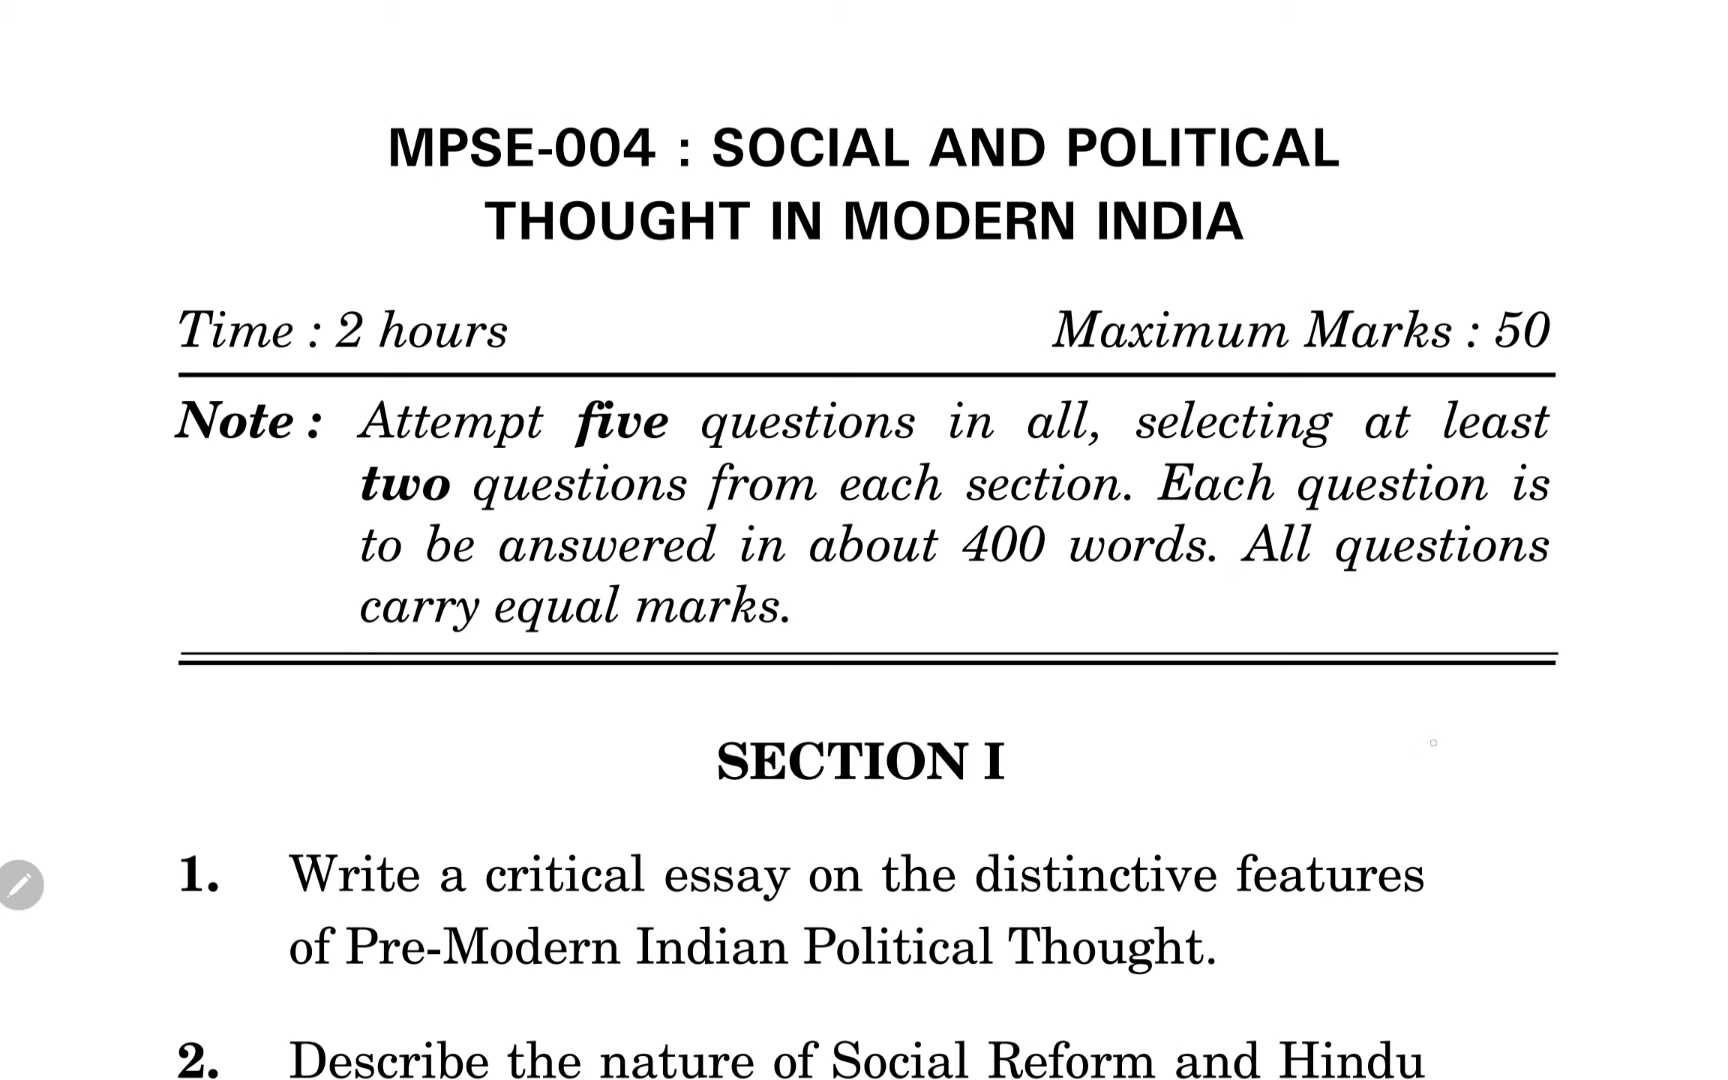 MPSE-004 : SOCIAL AND POLITICAL
THOUGHT IN MODERN INDIA
Time : 2 hours Maximum Marks : 50
Note : Attempt five questions in all, selecting at least
two questions from each section. Each question is
to be answered in about 400 words. All questions
carry equal marks.
SECTION I
1. Write a critical essay on the distinctive features
of Pre-Modern Indian Political Thought.
2. Describe the nature of Social Reform and Hindu